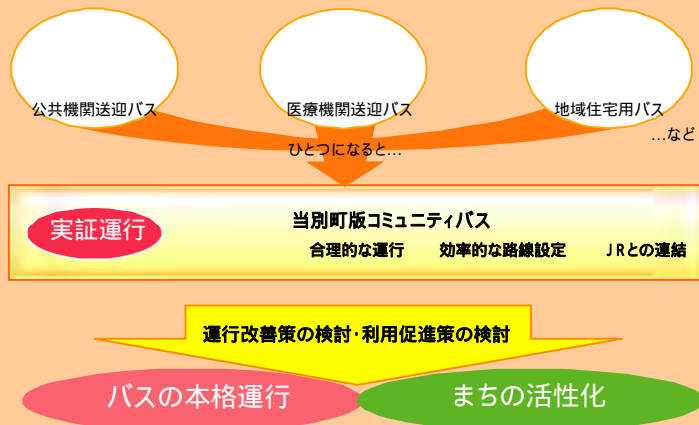 公共機関送迎バス
医療機関送迎バス
地域住宅用バス
…など
ひとつになると…
実証運行
当別町版コミュニティバス
合理的な運行 効率的な路線設定 JRとの連結
運行改善策の検討･利用促進策の検討
バスの本格運行
まちの活性化